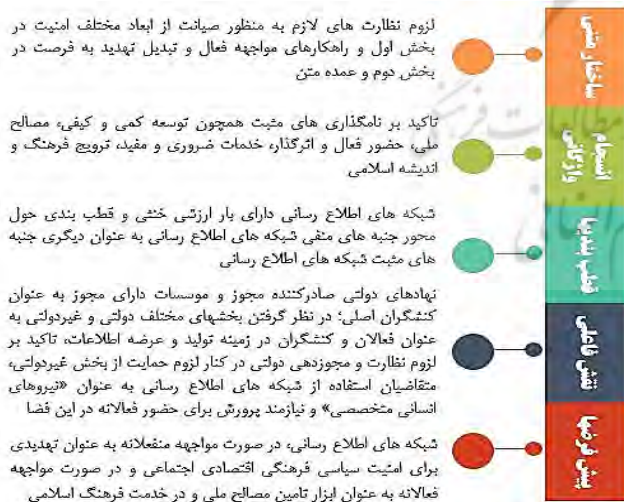 لزوم نظارت های لازم به منظور صیانت از ابعاد مختلف امنیت در
بخش اول و راهکارهای مواجهه فعال و تبدیل تهدید به فرصت در
بخش دوم و عمده متن
ساختار متنی
تاکید بر نامگذاری های مثبت همچون توسعه کمی و کیفی، مصالح
ملی، حضور فعال و اثرگذار، خدمات ضروری و مفید، ترویج فرهنگ و
اندیشه اسلامی
انسجام
واژگانی
شبکه های اطلاع رسانی دارای بار ارزشی خنثی و قطب بندی حول
محور جنبه های منفی شبکه های اطلاع رسانی به عنوان دیگری جنبه
های مثبت شبکه های اطلاع رسانی
قطب بندیها
نهادهای دولتی صادرکننده مجوز و موسسات دارای مجوز به عنوان
کنشگران اصلی؛ در نظر گرفتن بخشهای مختلف دولتی و غیردولتی به
عنوان فعالان و کنشگران در زمینه تولید و عرضه اطلاعات، تاکید بر
لزوم نظارت و مجوزدهی دولتی در کنار لزوم حمایت از بخش غیردولتی،
متقاضیان استفاده از شبکه های اطلاع رسانی به عنوان «نیروهای
انسانی متخصصی» و نیازمند پرورش برای حضور فعالانه در این فضا
نقش فاعلی
شبکه های اطلاع رسانی، در صورت مواجهه منفعلانه به عنوان تهدیدی
برای امنیت سیاسی فرهنگی اقتصادی اجتماعی و در صورت مواجهه
فعالانه به عنوان ابزار تامین مصالح ملی و در خدمت فرهنگ اسلامی
پیش فرضها
مطالعات فرهنگی